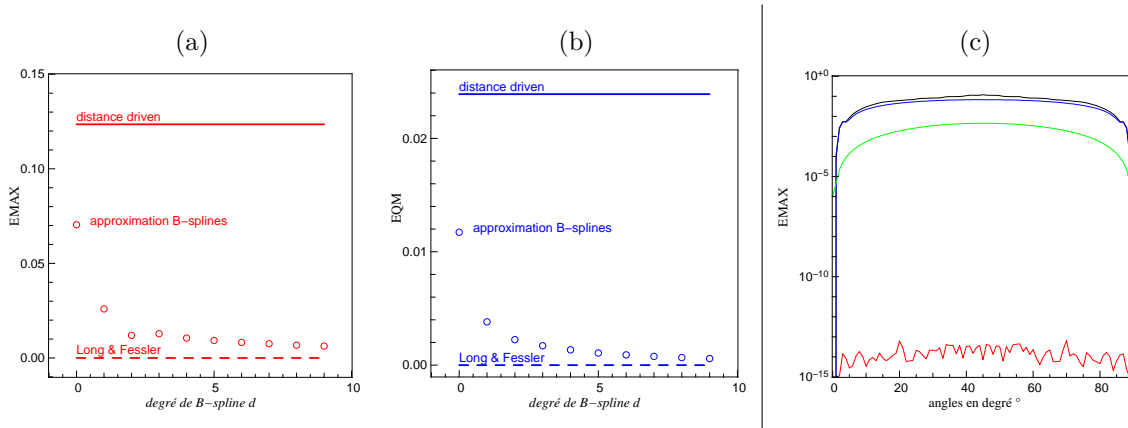 (a)
0.15
0.10
0.05
0.00
EMAX
distance driven
approximation B−splines
Long & Fessler
0
5
10
degré de B−spline d
(b)
0.02
0.01
0.00
EQM
distance driven
approximation B−splines
Long & Fessler
0
5
10
degré de B−spline d
(c)
10+0
10−5
10−10
10−15
EMAX
0
20
40
60
80
angles en degré °